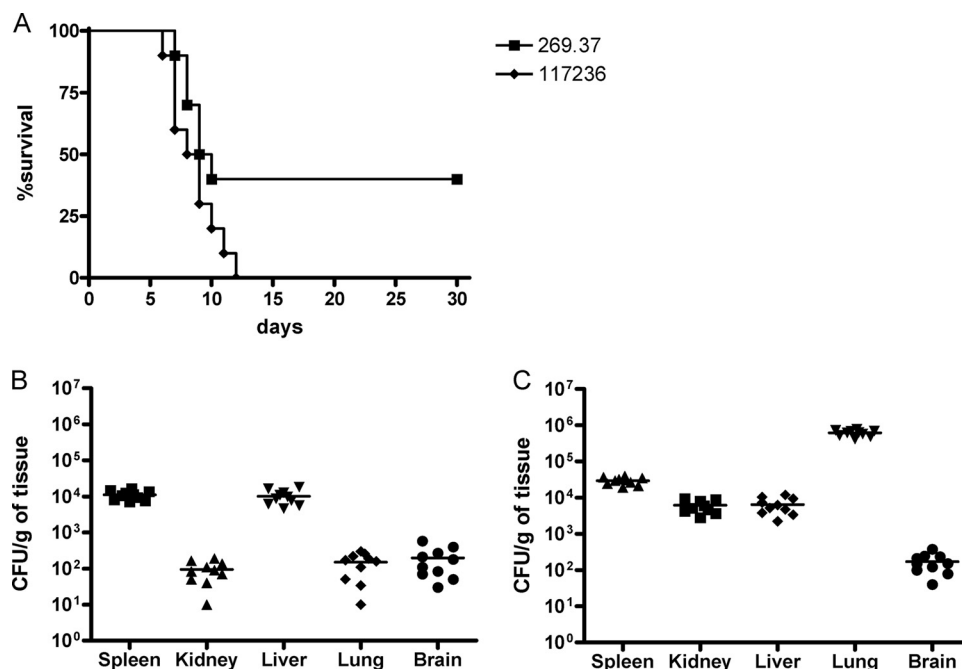 A
100
75
50
25
0
%survival
0 5 10 15 20 25 30
days
269.37
117236
B
10⁷
10⁶
10⁵
10⁴
10³
10²
10¹
10⁰
CFU/g of tissue
Spleen Kidney Liver Lung Brain
C
10⁷
10⁶
10⁵
10⁴
10³
10²
10¹
10⁰
CFU/g of tissue
Spleen Kidney Liver Lung Brain